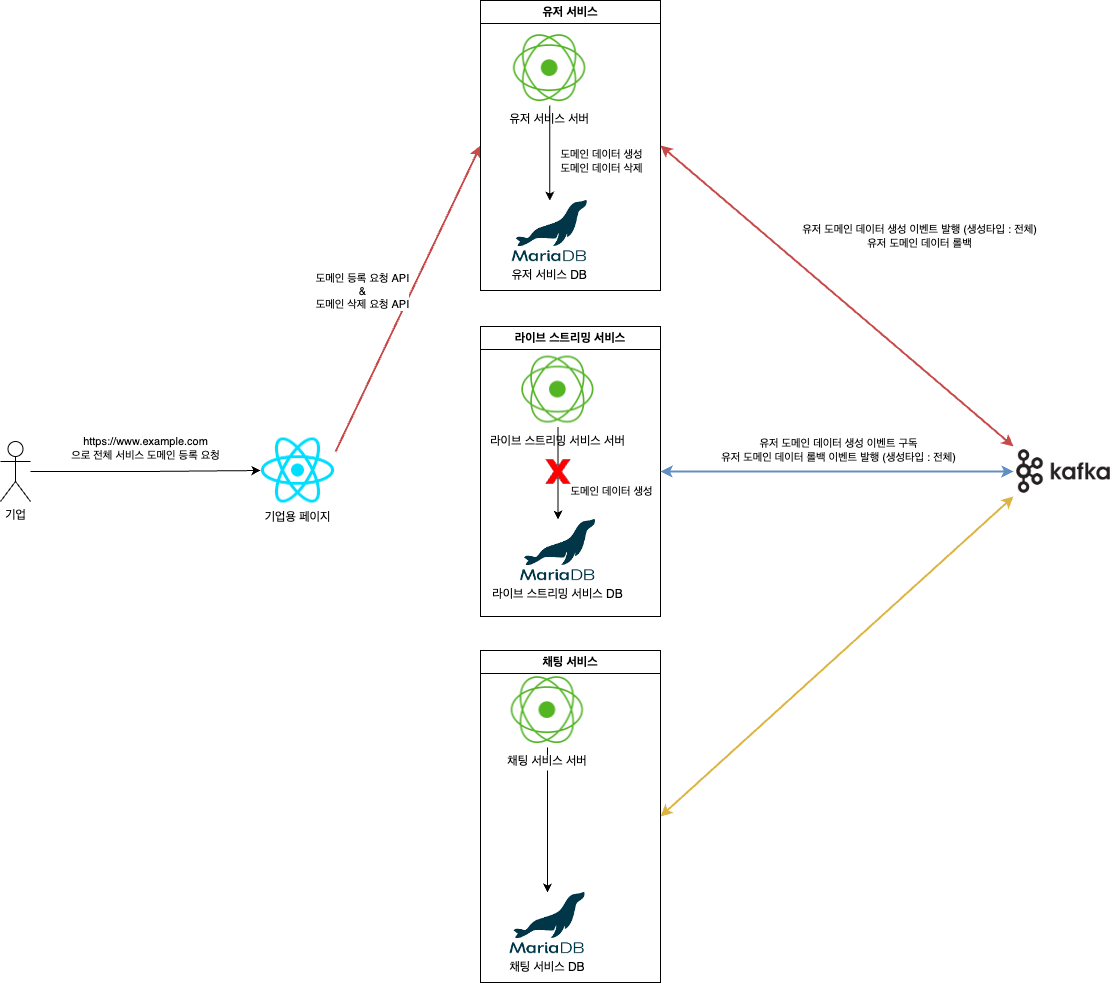 유저 서비스
유저 서비스 서버
도메인 데이터 생성
도메인 데이터 삭제
MariaDB
유저 서비스 DB
유저 도메인 데이터 생성 이벤트 발행 (생성타입 : 전체)
유저 도메인 데이터 롤백
도메인 등록 요청 API
&
도메인 삭제 요청 API
https://www.example.com
으로 전체 서비스 도메인 등록 요청
기업
기업용 페이지
라이브 스트리밍 서비스
라이브 스트리밍 서비스 서버
X
도메인 데이터 생성
MariaDB
라이브 스트리밍 서비스 DB
유저 도메인 데이터 생성 이벤트 구독
유저 도메인 데이터 롤백 이벤트 발행 (생성타입 : 전체)
kafka
채팅 서비스
채팅 서비스 서버
MariaDB
채팅 서비스 DB